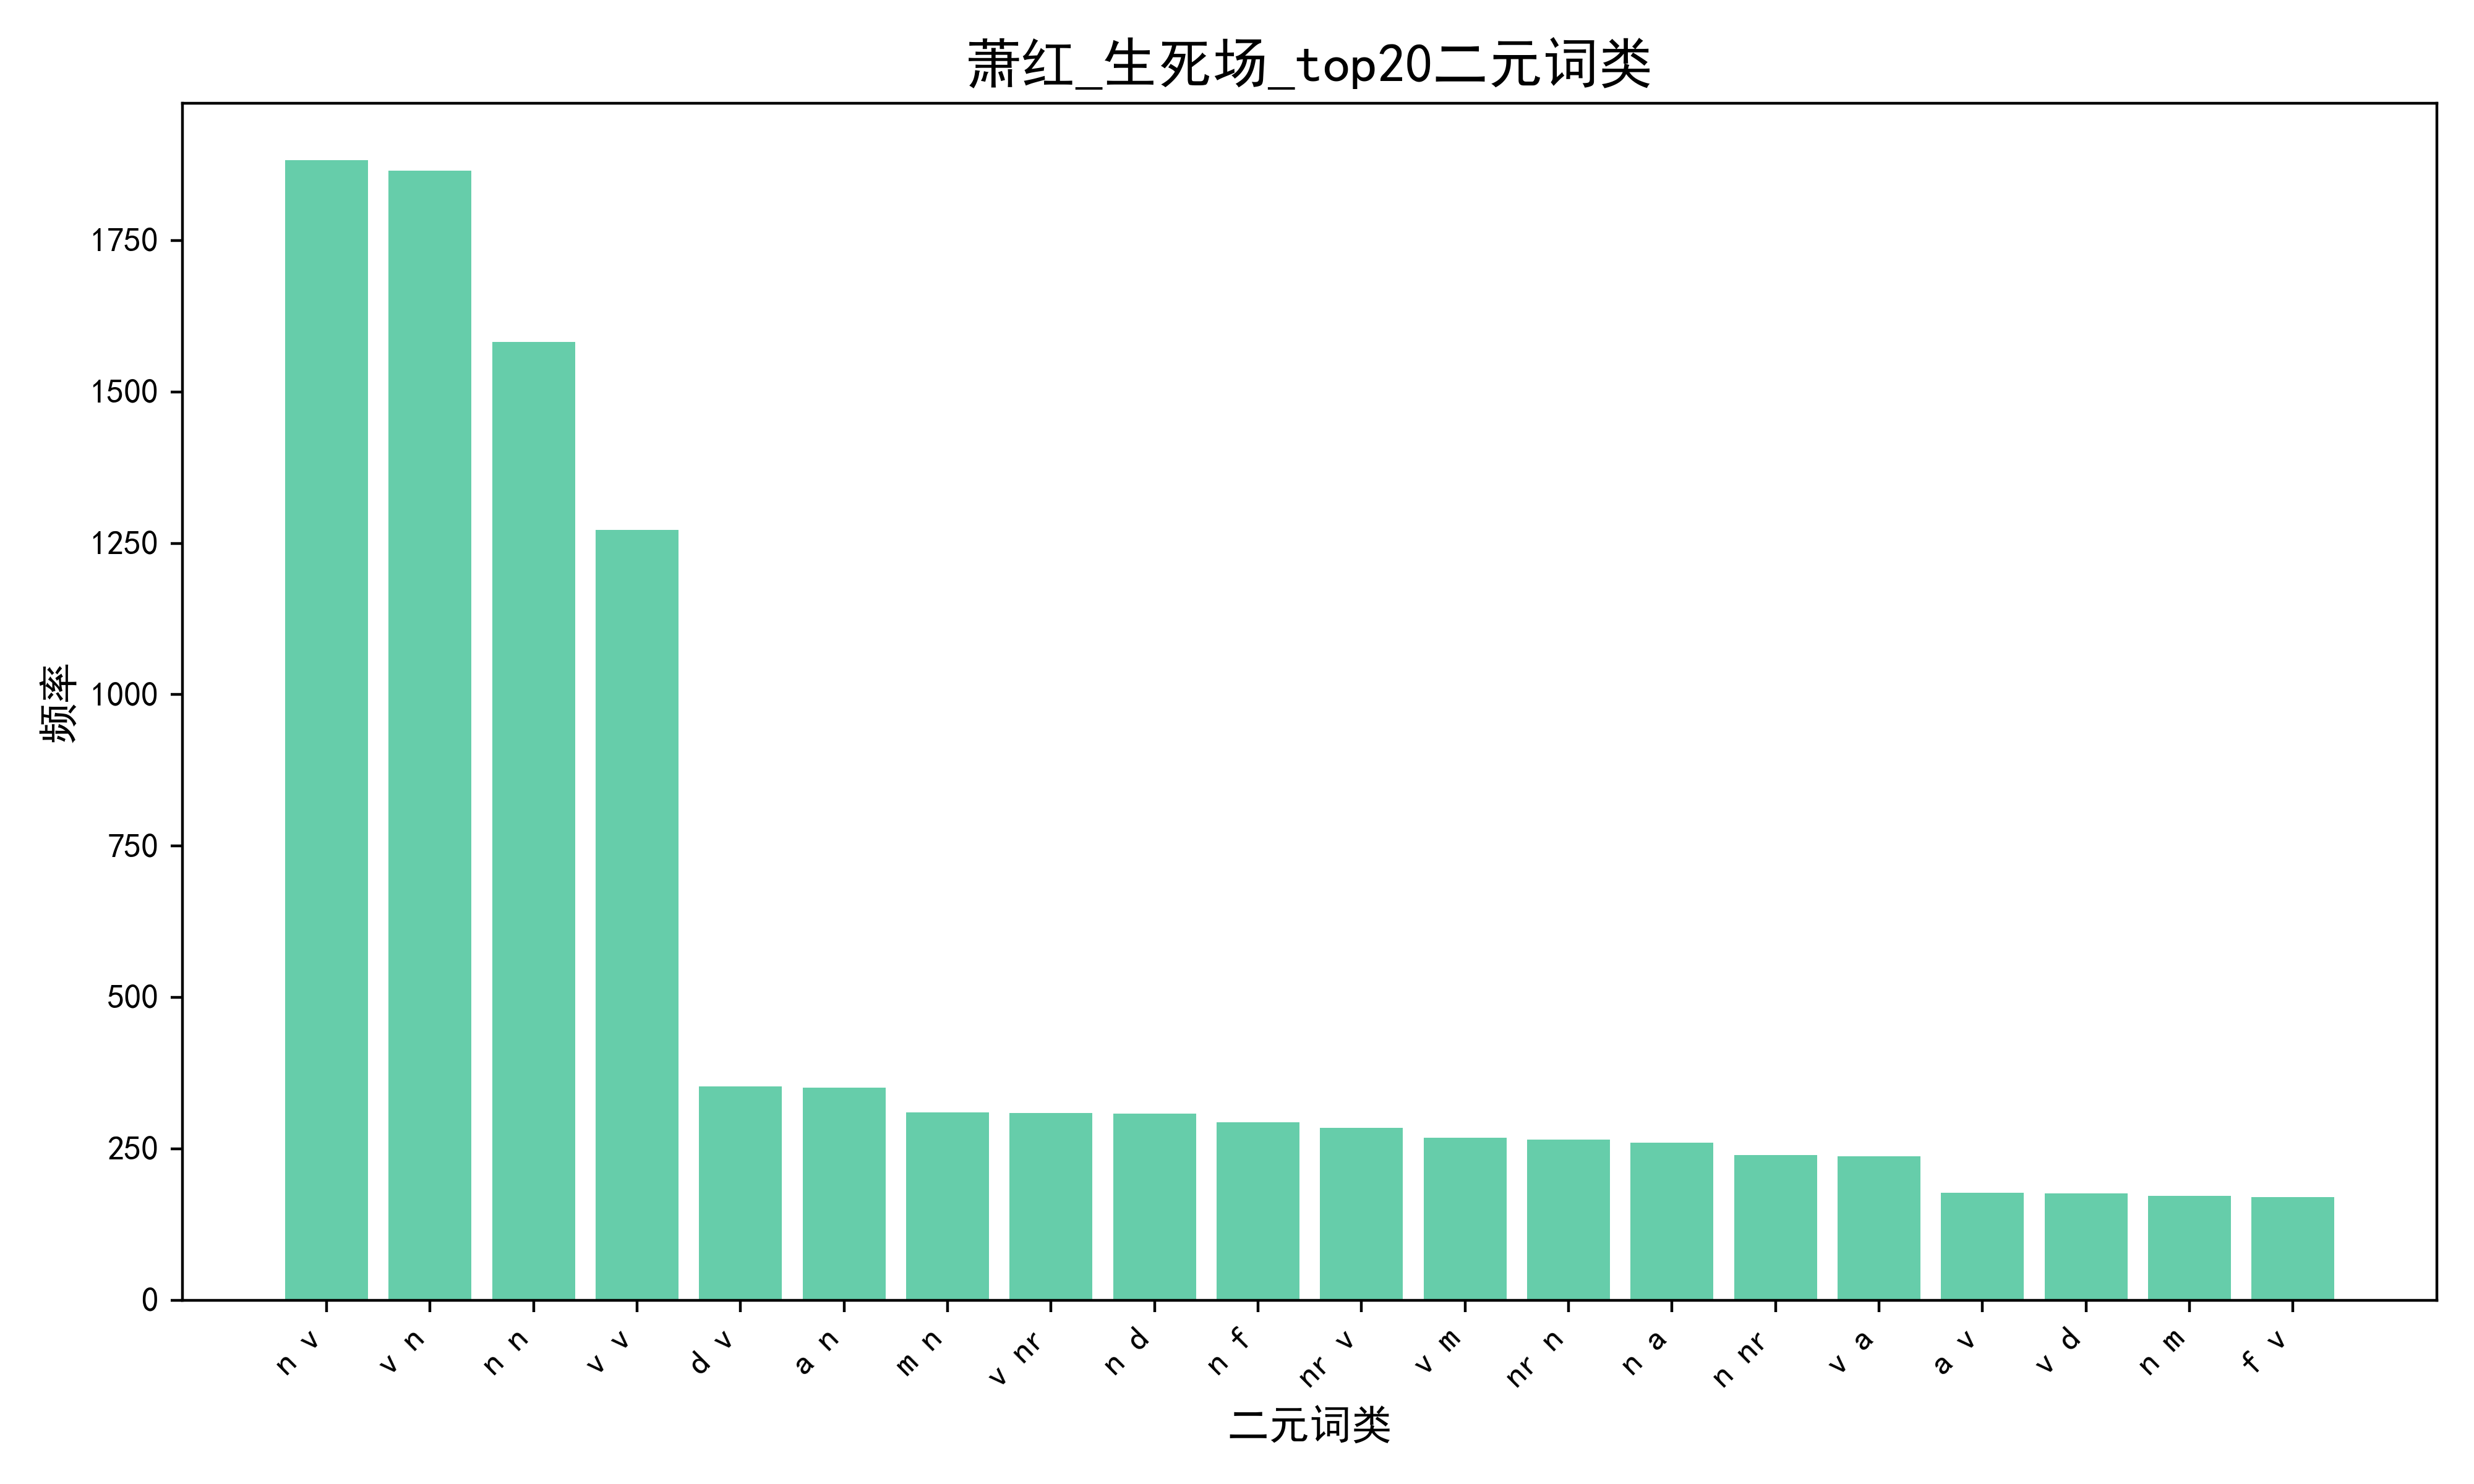 萧红_生死场_top20二元词类
频率
1750
1500
1250
1000
750
500
250
0
n v
v n
n n
v v
d v
a n
m n
v nr
n d
n f
nr v
v m
nr n
n a
n nr
v a
a v
v d
n m
f v
二元词类